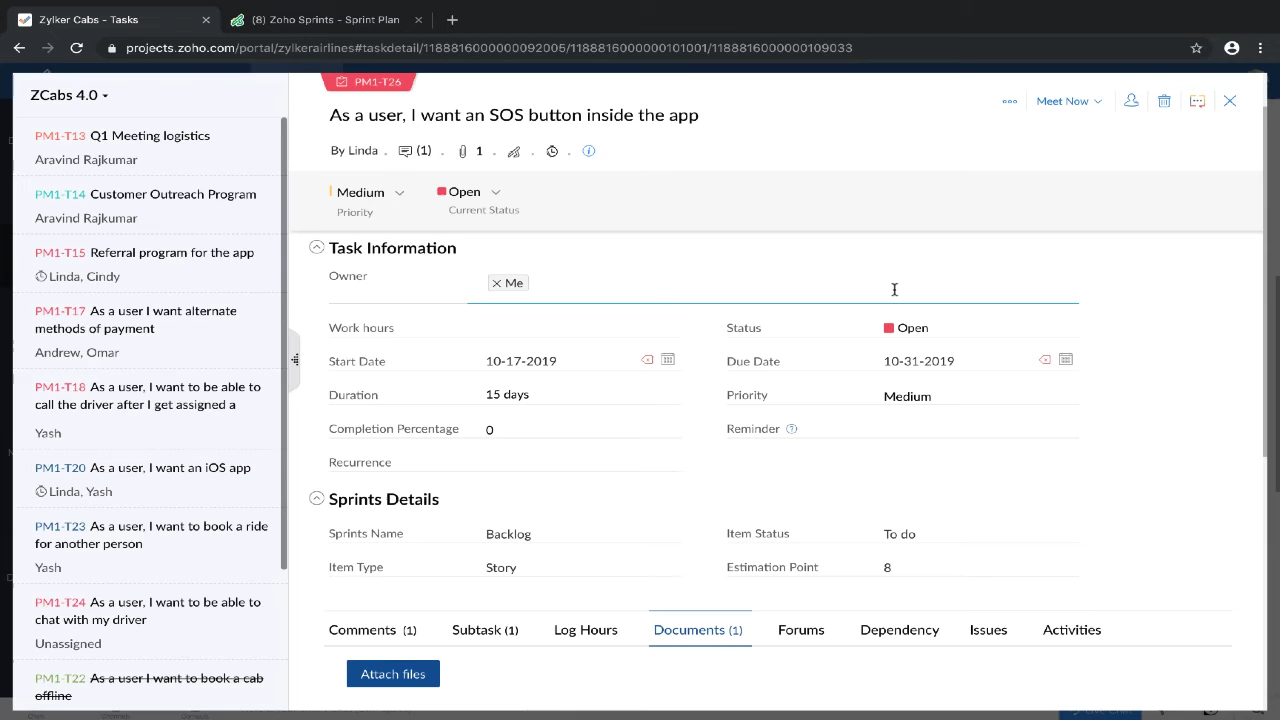 Zylker Cabs - Tasks
(8) Zoho Sprints - Sprint Plan
projects.zoho.com/portal/zylkerairlines#taskdetail/1188816000000092005/1188816000000101001/1188816000000109033
ZCabs 4.0
PM1-T13 Q1 Meeting logistics
Aravind Rajkumar
PM1-T14 Customer Outreach Program
Aravind Rajkumar
PM1-T15 Referral program for the app
Linda, Cindy
PM1-T17 As a user I want alternate
methods of payment
Andrew, Omar
PM1-T18 As a user, I want to be able to
call the driver after I get assigned a
Yash
PM1-T20 As a user, I want an iOS app
Linda, Yash
PM1-T23 As a user, I want to book a ride
for another person
Yash
PM1-T24 As a user, I want to be able to
chat with my driver
Unassigned
PM1-T22 As a user I want to book a cab
offline
PM1-T26
Meet Now
As a user, I want an SOS button inside the app
By Linda . (1) . 1 . . .
Medium
Priority
Open
Current Status
Task Information
Owner
Me
Work hours
Status Open
Start Date 10-17-2019
Due Date 10-31-2019
Duration 15 days
Priority Medium
Completion Percentage 0
Reminder
Recurrence
Sprints Details
Sprints Name Backlog
Item Status To do
Item Type Story
Estimation Point 8
Comments (1) Subtask (1) Log Hours Documents (1) Forums Dependency Issues Activities
Attach files